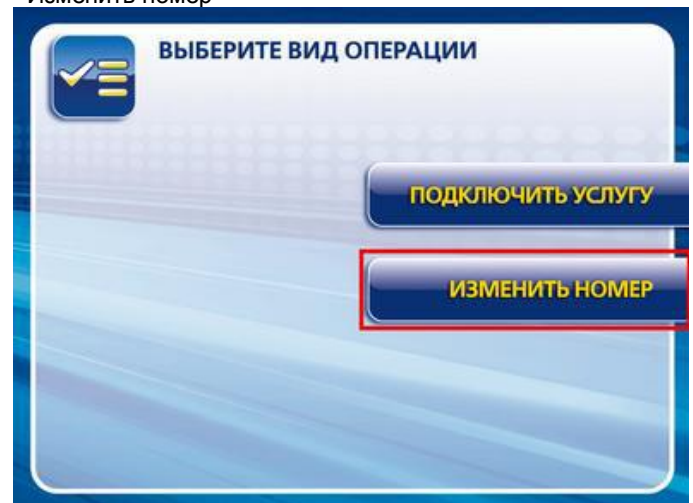 Изменить номер
ВЫБЕРИТЕ ВИД ОПЕРАЦИИ
ПОДКЛЮЧИТЬ УСЛУГУ
ИЗМЕНИТЬ НОМЕР